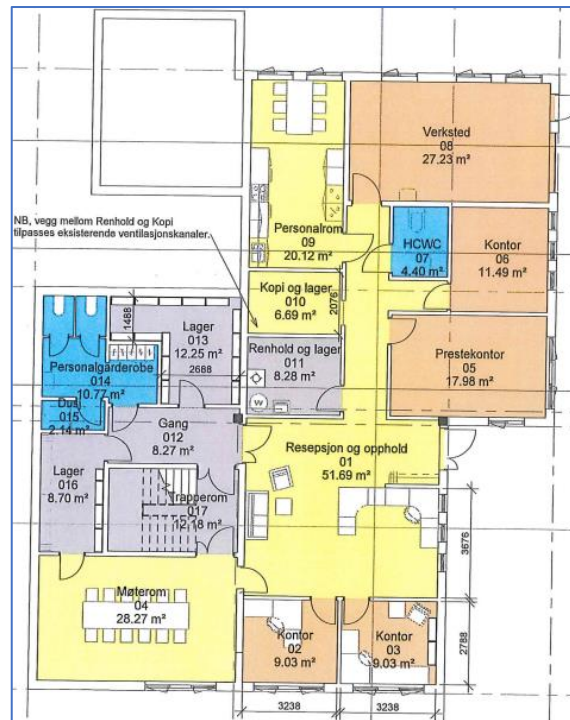 Verksted
08
27.23 m²
NB, vegg mellom Renhold og Kopi
tilpasses eksisterende ventilasjonskanaler.
Personalrom
09
20.12 m²
HCWC
07
4.40 m²
Kontor
06
11.49 m²
Kopi og lager
010
6.69 m²
2076
1488
Lager
013
12.25 m²
2688
Renhold og lager
011
8.28 m²
Prestekontor
05
17.98 m²
Personalgarderobe
014
10.77 m²
Dusj
015
2.14 m²
Gang
012
8.27 m²
Resepsjon og opphold
01
51.69 m²
Lager
016
8.70 m²
Trapperom
017
12.18 m²
3676
Møterom
04
28.27 m²
Kontor
02
9.03 m²
Kontor
03
9.03 m²
2788
3238
3238